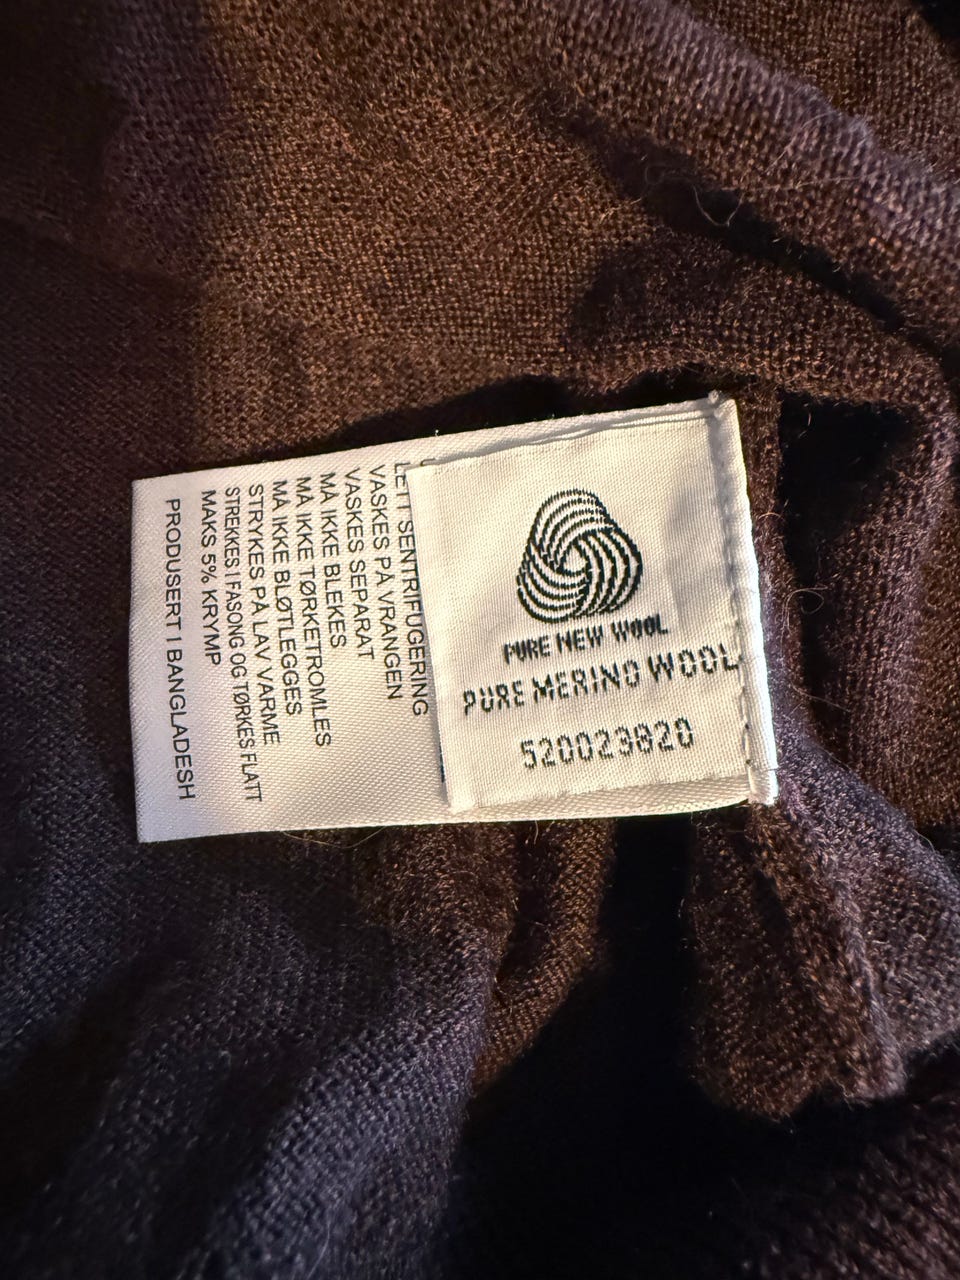 PURE NEW WOOL
PURE MERINO WOOL
520023820
LETT SENTRIFUGERING
VASKES PÅ VRANGEN
VASKES SEPARAT
MÅ IKKE BLEKES
MÅ IKKE TØRKETROMLES
MÅ IKKE BLØTLEGGES
STRYKES PÅ LAV VARME
STREKKES I FASONG OG TØRKES FLATT
MAKS 5% KRYMP
PRODUSERT I BANGLADESH